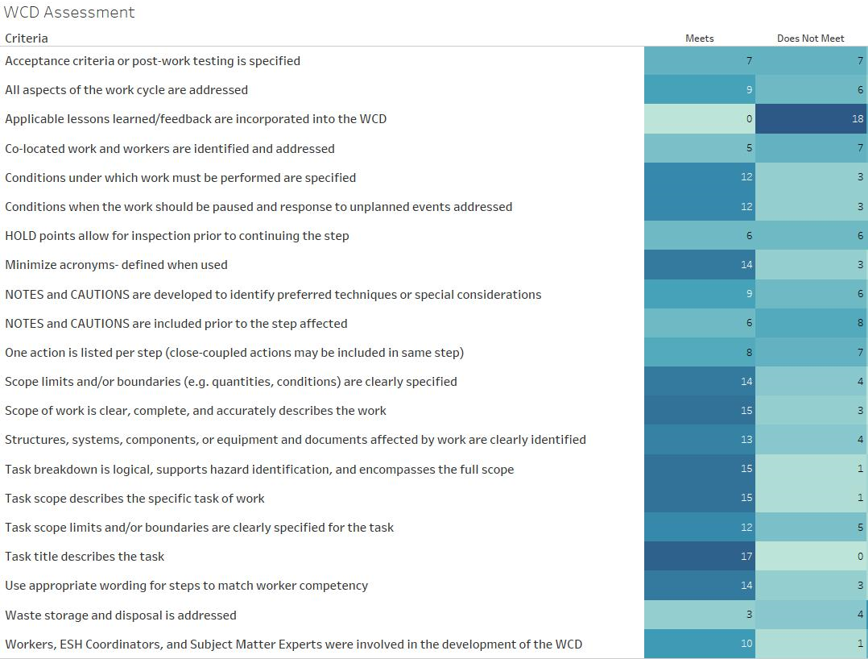 WCD Assessment
Criteria Meets Does Not Meet
Acceptance criteria or post-work testing is specified 7 7
All aspects of the work cycle are addressed 9 6
Applicable lessons learned/feedback are incorporated into the WCD 0 18
Co-located work and workers are identified and addressed 5 7
Conditions under which work must be performed are specified 12 3
Conditions when the work should be paused and response to unplanned events addressed 12 3
HOLD points allow for inspection prior to continuing the step 6 6
Minimize acronyms- defined when used 14 3
NOTES and CAUTIONS are developed to identify preferred techniques or special considerations 9 6
NOTES and CAUTIONS are included prior to the step affected 6 8
One action is listed per step (close-coupled actions may be included in same step) 8 7
Scope limits and/or boundaries (e.g. quantities, conditions) are clearly specified 14 4
Scope of work is clear, complete, and accurately describes the work 15 3
Structures, systems, components, or equipment and documents affected by work are clearly identified 13 4
Task breakdown is logical, supports hazard identification, and encompasses the full scope 15 1
Task scope describes the specific task of work 15 1
Task scope limits and/or boundaries are clearly specified for the task 12 5
Task title describes the task 17 0
Use appropriate wording for steps to match worker competency 14 3
Waste storage and disposal is addressed 3 4
Workers, ESH Coordinators, and Subject Matter Experts were involved in the development of the WCD 10 1